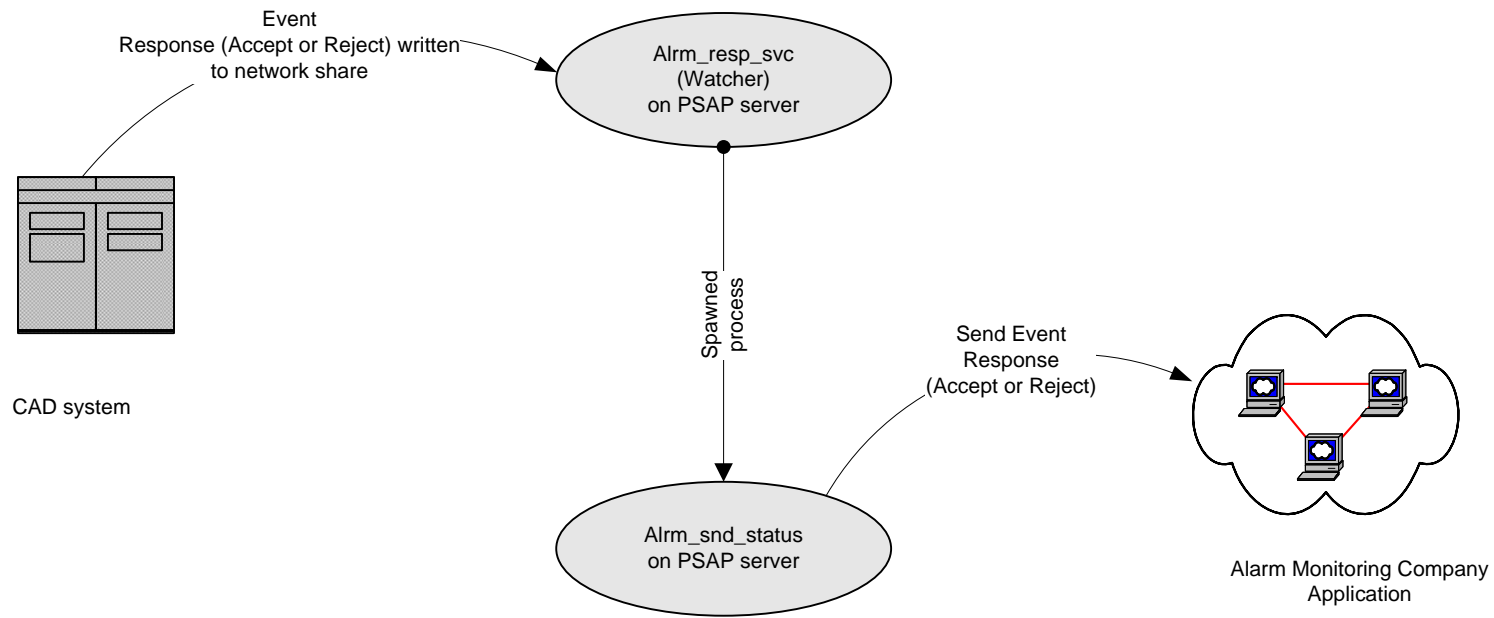 Event
Response (Accept or Reject) written
to network share
Alrm_resp_svc
(Watcher)
on PSAP server
CAD system
Spawned
process
Send Event
Response
(Accept or Reject)
Alrm_snd_status
on PSAP server
Alarm Monitoring Company
Application